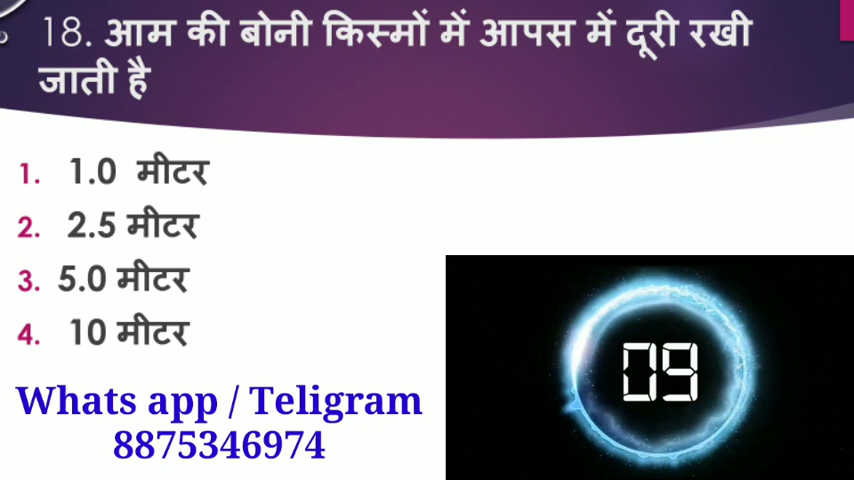 18. आम की बोनी किस्मों में आपस में दूरी रखी
जाती है
1. 1.0 मीटर
2. 2.5 मीटर
3. 5.0 मीटर
4. 10 मीटर
Whats app / Teligram
8875346974
09